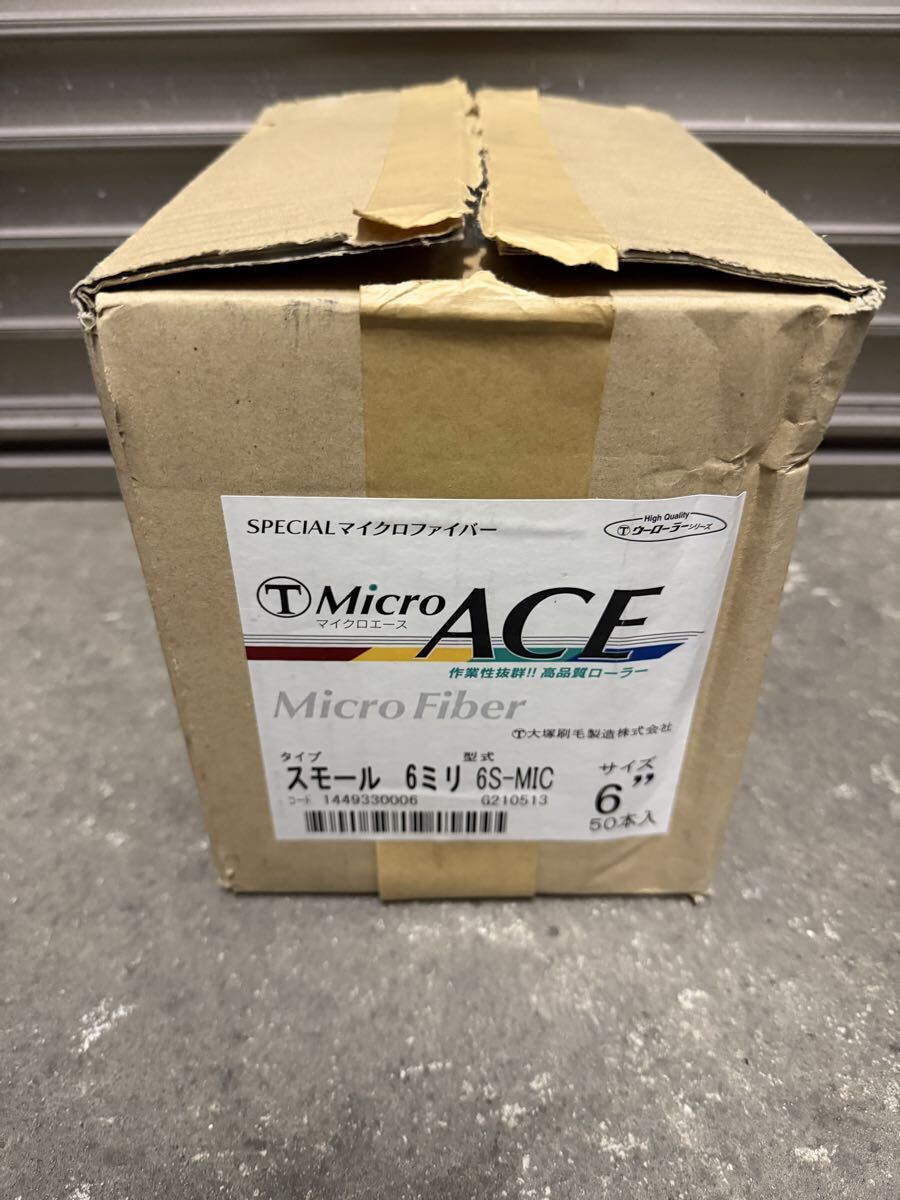 SPECIALマイクロファイバー
High Quality
Ⓣウーローラーシリーズ
Ⓣ Micro ACE
マイクロエース
作業性抜群!! 高品質ローラー
Micro Fiber
Ⓣ大塚刷毛製造株式会社
タイプ 型式 サイズ
スモール 6ミリ 6S-MIC 6"
コード 1449330006 G210513
50本入